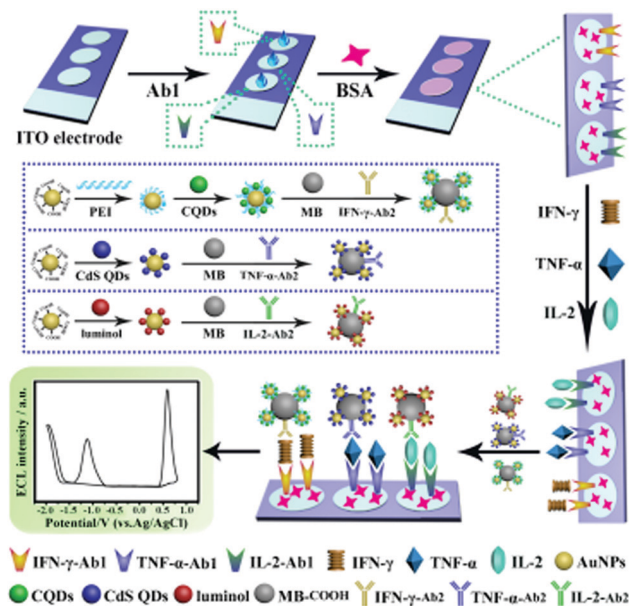 Ab1
BSA
ITO electrode
COOH
PEI
CQDs
MB
IFN-γ-Ab2
CdS QDs
MB
TNF-α-Ab2
COOH
luminol
MB
IL-2-Ab2
COOH
IFN-γ
TNF-α
IL-2
ECL intensity / a.u.
-2.0 -1.5 -1.0 -0.5 0.0 0.5 1.0
Potential/V (vs.Ag/AgCl)
IFN-γ-Ab1 TNF-α-Ab1 IL-2-Ab1 IFN-γ TNF-α IL-2 AuNPs
CQDs CdS QDs luminol MB-COOH IFN-γ-Ab2 TNF-α-Ab2 IL-2-Ab2